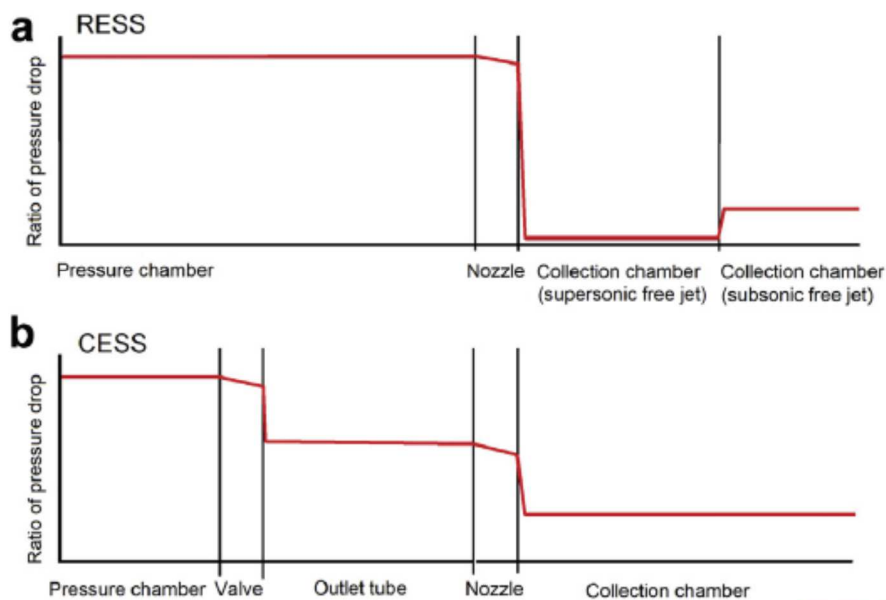 a
RESS
Ratio of pressure drop
Pressure chamber
Nozzle
Collection chamber
(supersonic free jet)
Collection chamber
(subsonic free jet)
b
CESS
Ratio of pressure drop
Pressure chamber
Valve
Outlet tube
Nozzle
Collection chamber